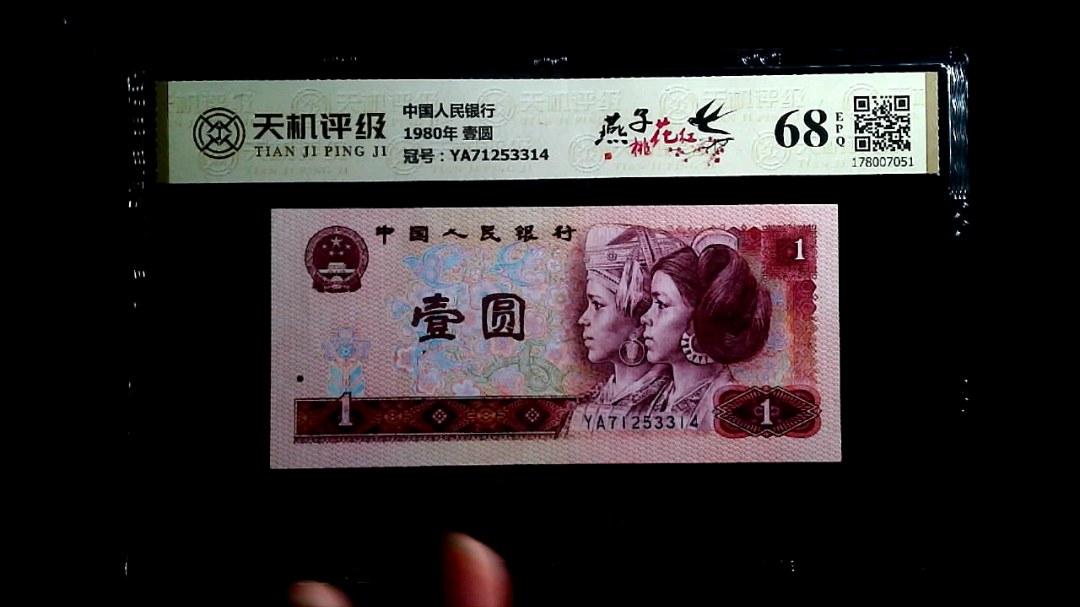 天机评级
TIAN JI PING JI
中国人民银行
1980年 壹圆
冠号：YA71253314
燕子
桃花红
68
EPQ
178007051
中国人民银行
1
壹圆
1
YA71253314
1